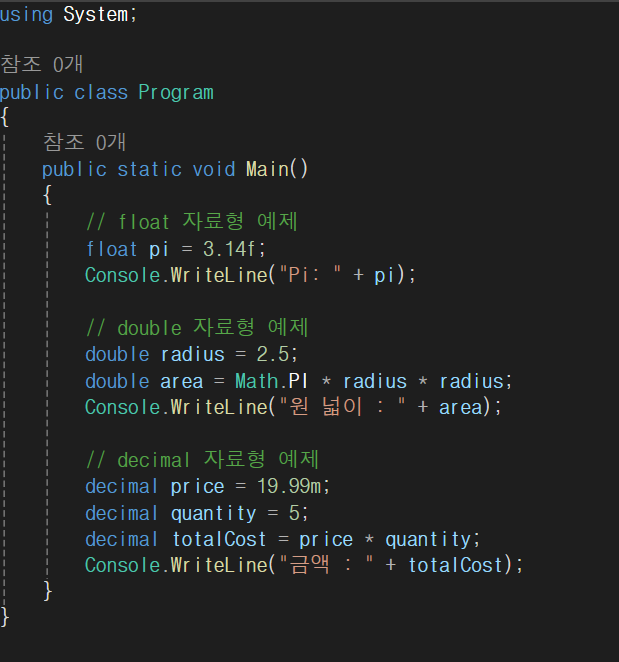 using System;
참조 0개
public class Program
{
참조 0개
public static void Main()
{
// float 자료형 예제
float pi = 3.14f;
Console.WriteLine("Pi: " + pi);
// double 자료형 예제
double radius = 2.5;
double area = Math.PI * radius * radius;
Console.WriteLine("원 넓이 : " + area);
// decimal 자료형 예제
decimal price = 19.99m;
decimal quantity = 5;
decimal totalCost = price * quantity;
Console.WriteLine("금액 : " + totalCost);
}
}